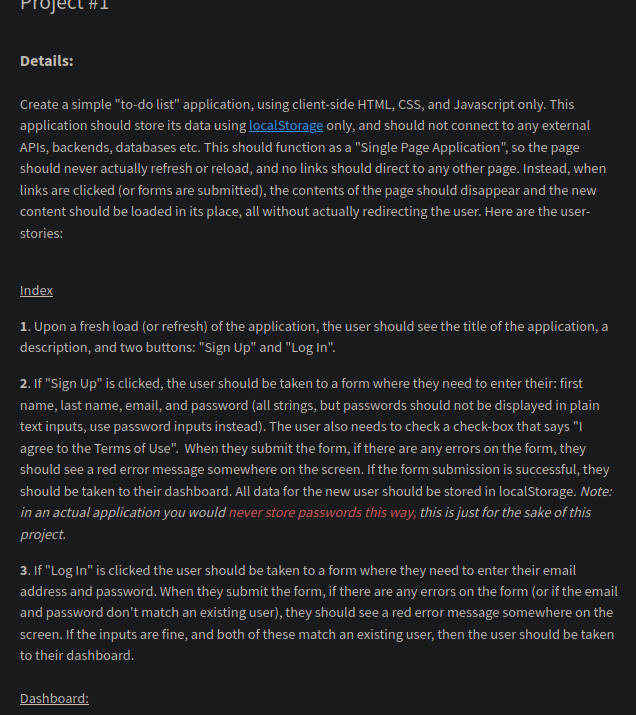 Project #1
Details:
Create a simple "to-do list" application, using client-side HTML, CSS, and Javascript only. This
application should store its data using localStorage only, and should not connect to any external
APIs, backends, databases etc. This should function as a "Single Page Application", so the page
should never actually refresh or reload, and no links should direct to any other page. Instead, when
links are clicked (or forms are submitted), the contents of the page should disappear and the new
content should be loaded in its place, all without actually redirecting the user. Here are the user-
stories:
Index
1. Upon a fresh load (or refresh) of the application, the user should see the title of the application, a
description, and two buttons: "Sign Up" and "Log In".
2. If "Sign Up" is clicked, the user should be taken to a form where they need to enter their: first
name, last name, email, and password (all strings, but passwords should not be displayed in plain
text inputs, use password inputs instead). The user also needs to check a check-box that says "I
agree to the Terms of Use".  When they submit the form, if there are any errors on the form, they
should see a red error message somewhere on the screen. If the form submission is successful, they
should be taken to their dashboard. All data for the new user should be stored in localStorage. Note:
in an actual application you would never store passwords this way, this is just for the sake of this
project.
3. If "Log In" is clicked the user should be taken to a form where they need to enter their email
address and password. When they submit the form, if there are any errors on the form (or if the email
and password don't match an existing user), they should see a red error message somewhere on the
screen. If the inputs are fine, and both of these match an existing user, then the user should be taken
to their dashboard.
Dashboard: